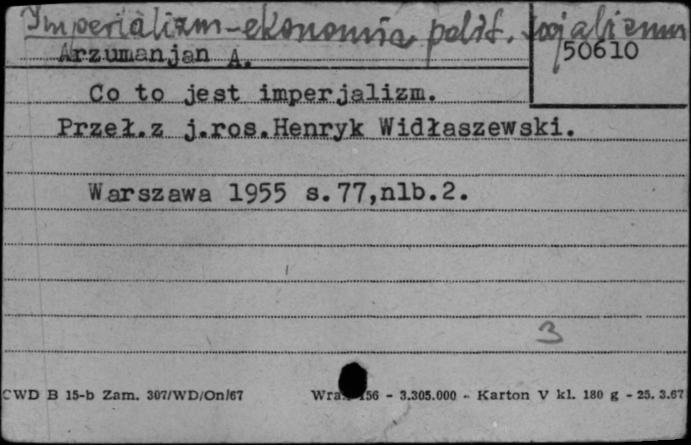 Imperializm-ekonomia polit. socjalizmu
50610
Arzumanjan A.
Co to jest imperjalizm.
Przeł.z j.ros.Henryk Widłaszewski.
Warszawa 1955 s.77,nlb.2.
3
CWD B 15-b Zam. 307/WD/On/67 - 3.305.000 - Karton V kl. 180 g - 25. 3.67